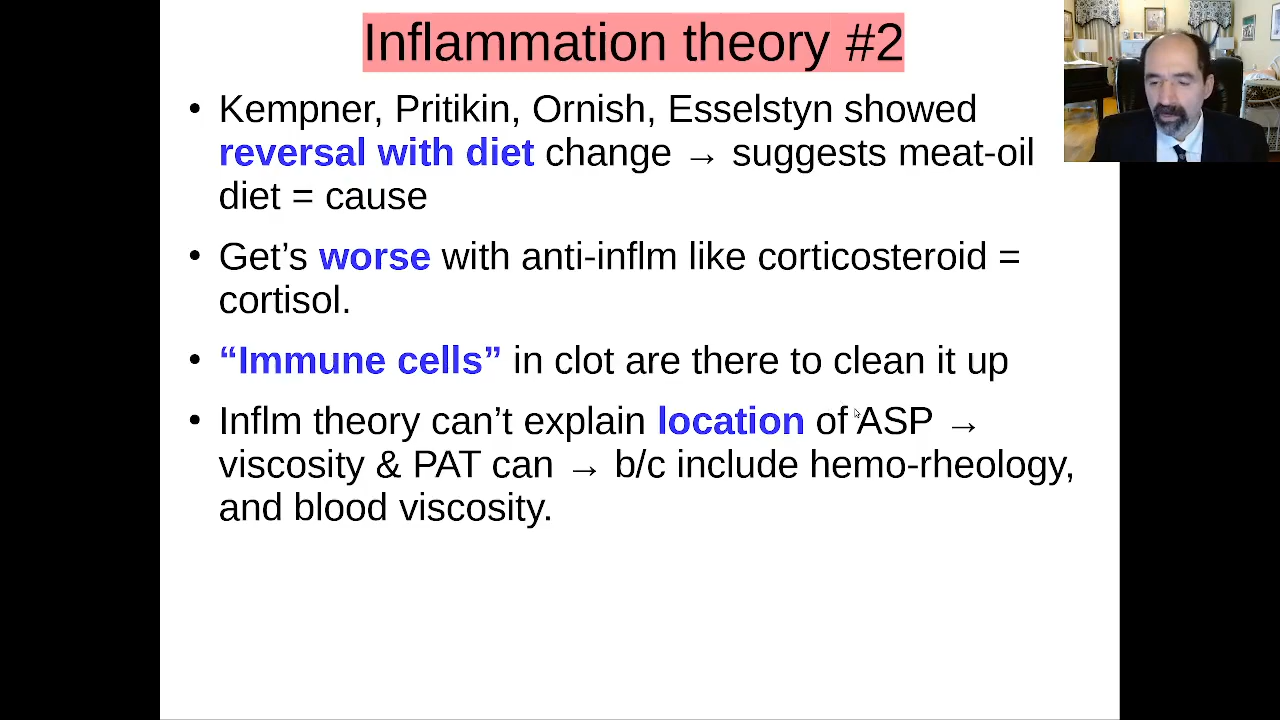 Inflammation theory #2
• Kempner, Pritikin, Ornish, Esselstyn showed
reversal with diet change → suggests meat-oil
diet = cause
• Get’s worse with anti-inflm like corticosteroid =
cortisol.
• “Immune cells” in clot are there to clean it up
• Inflm theory can’t explain location of ASP →
viscosity & PAT can → b/c include hemo-rheology,
and blood viscosity.